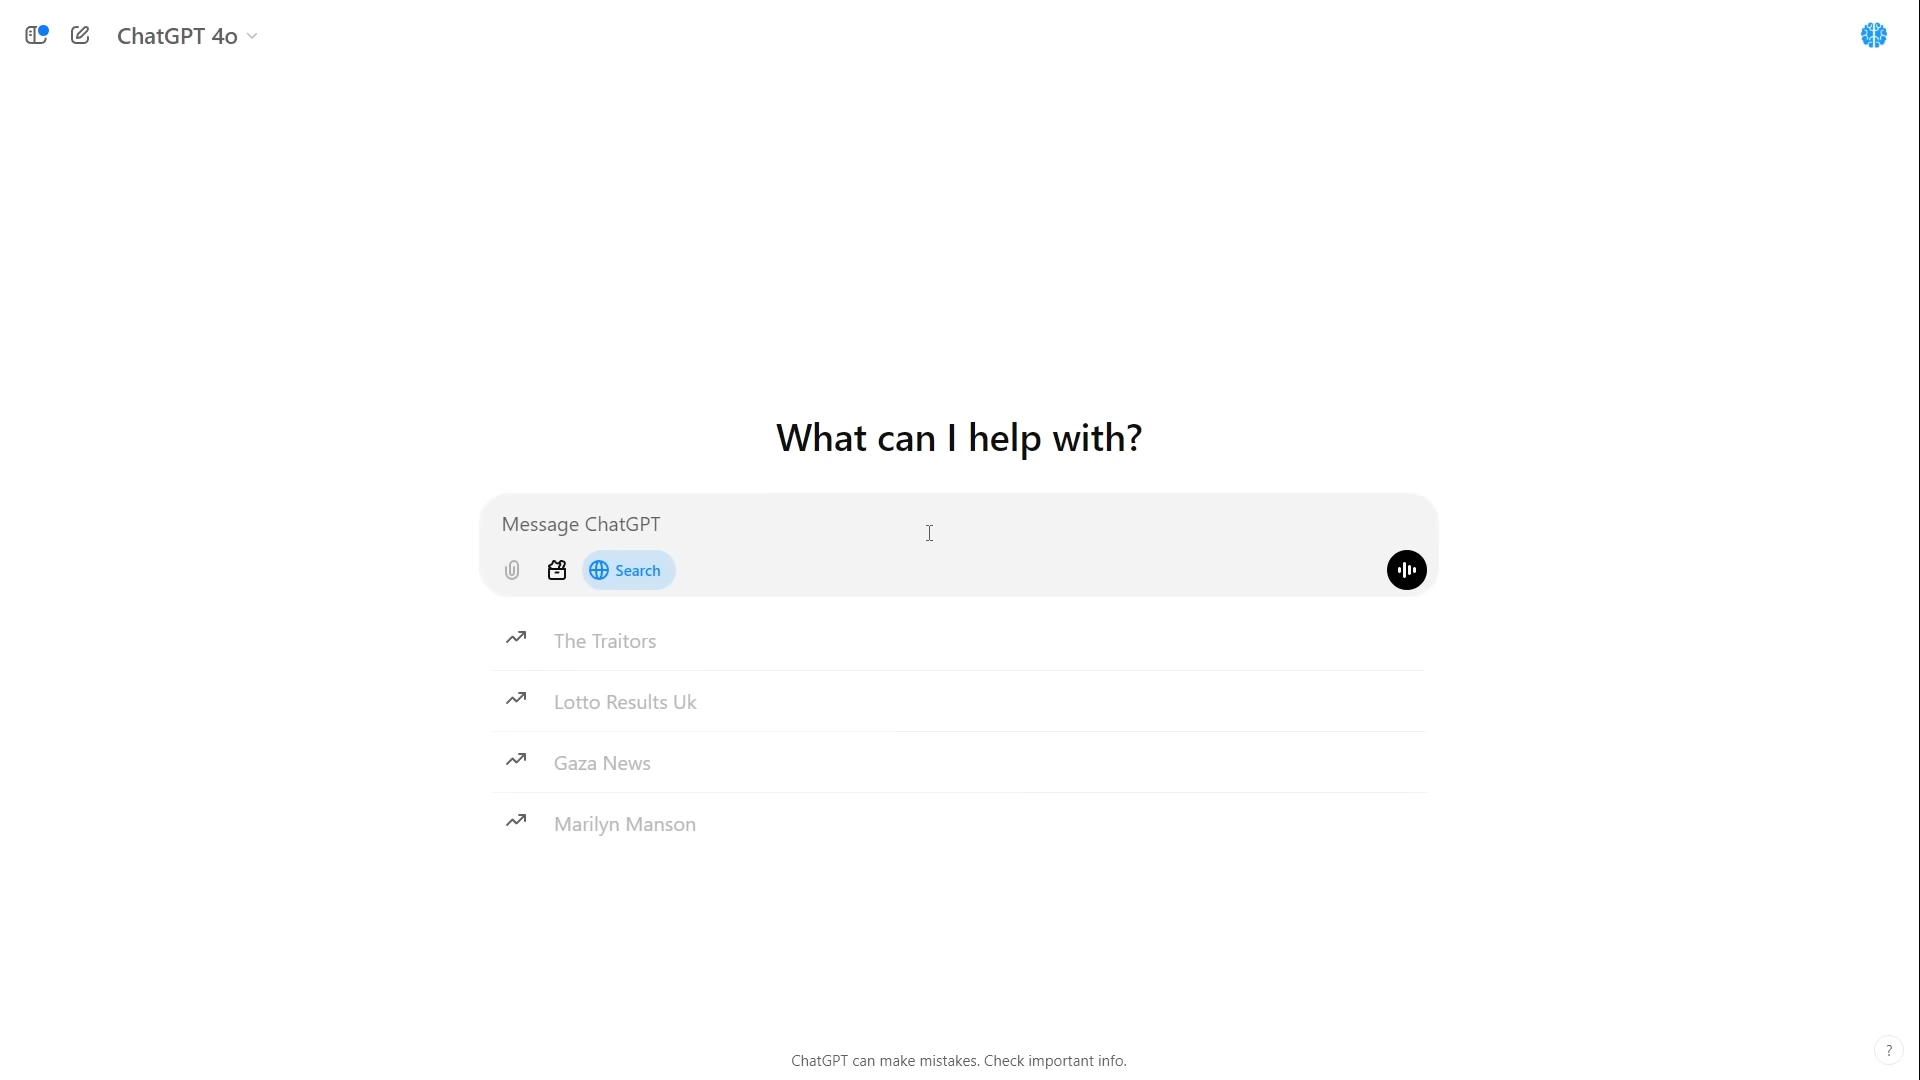 ChatGPT 4o
What can I help with?
Message ChatGPT
Search
The Traitors
Lotto Results Uk
Gaza News
Marilyn Manson
ChatGPT can make mistakes. Check important info.
?